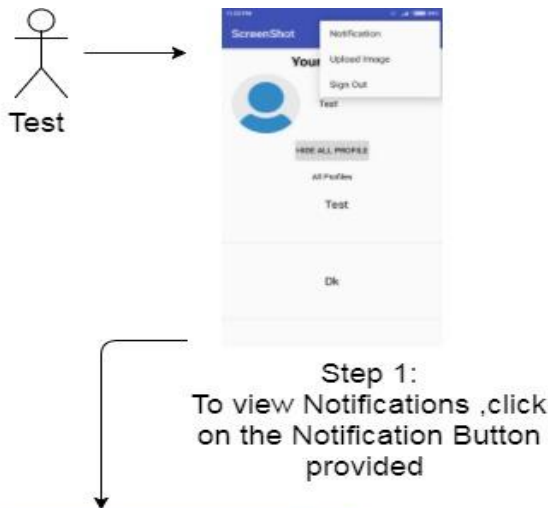 ScreenShot
Notification
Your
Upload Image
Sign Out
Test
Test
HIDE ALL PROFILE
All Profiles
Test
Dk
Step 1:
To view Notifications ,click
on the Notification Button
provided